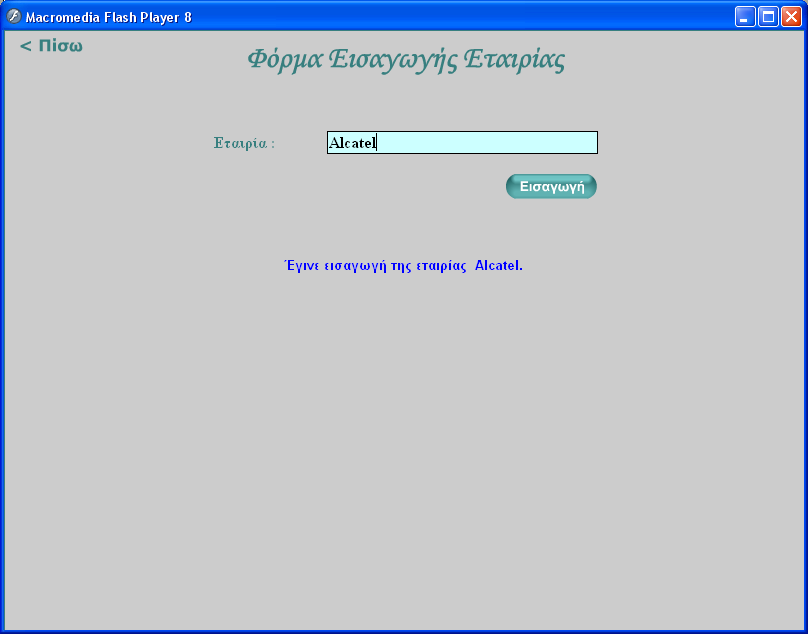 Macromedia Flash Player 8
< Πίσω
Φόρμα Εισαγωγής Εταιρίας
Εταιρία :
Alcatel
Εισαγωγή
Έγινε εισαγωγή της εταιρίας Alcatel.